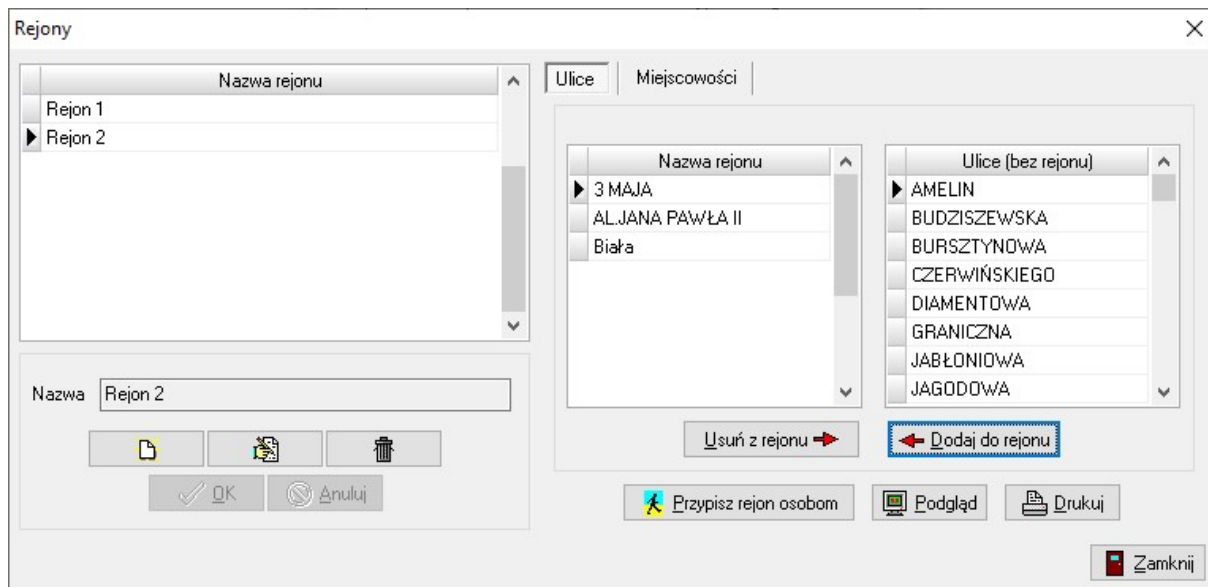 Rejony
Nazwa rejonu
Rejon 1
Rejon 2
Nazwa Rejon 2
OK Anuluj
Ulice Miejscowości
Nazwa rejonu
3 MAJA
AL.JANA PAWŁA II
Biała
Ulice (bez rejonu)
AMELIN
BUDZISZEWSKA
BURSZTYNOWA
CZERWIŃSKIEGO
DIAMENTOWA
GRANICZNA
JABŁONIOWA
JAGODOWA
Usuń z rejonu Dodaj do rejonu
Przypisz rejon osobom Podgląd Drukuj
Zamknij